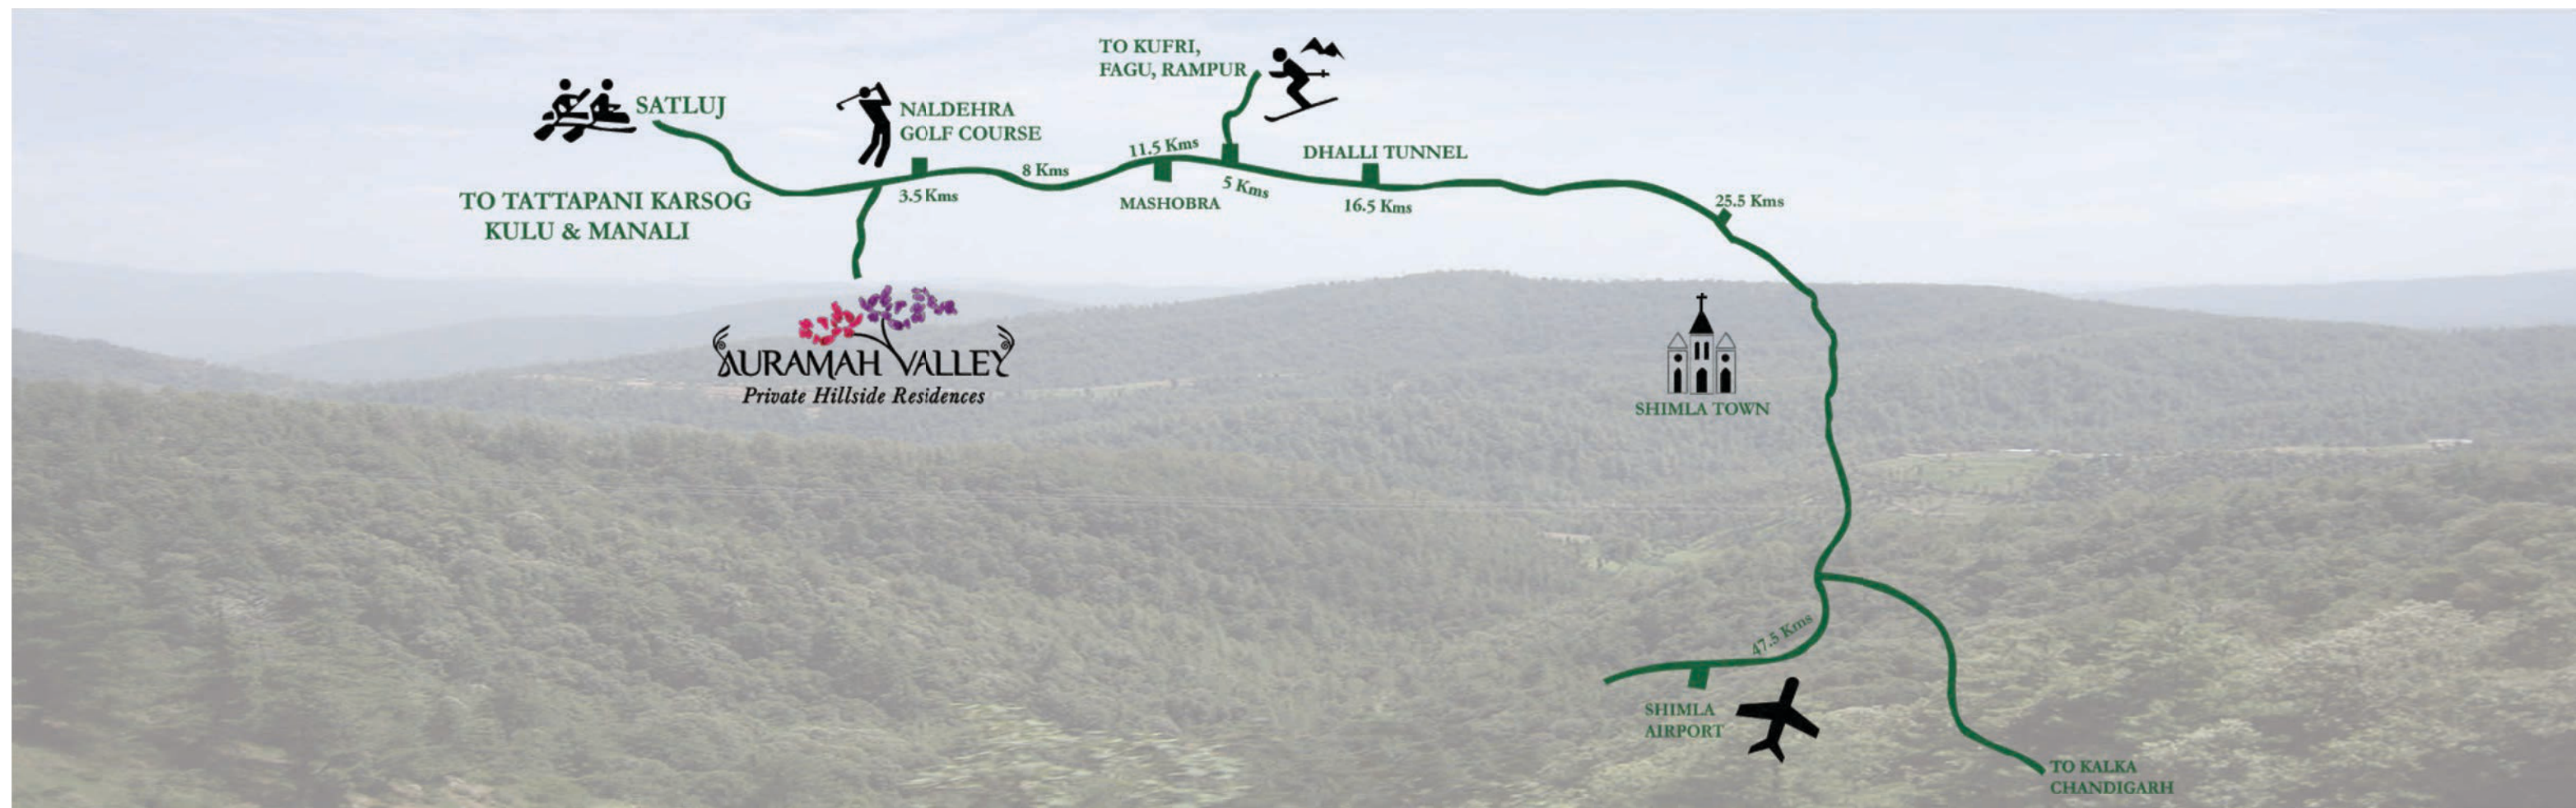 TO KUFRI,
FAGU, RAMPUR
SATLUJ
NALDEHRA
GOLF COURSE
11.5 Kms
DHALLI TUNNEL
8 Kms
5 Kms
3.5 Kms
MASHOBRA
16.5 Kms
25.5 Kms
TO TATTAPANI KARSOG
KULU & MANALI
AURAMAH VALLEY
Private Hillside Residences
SHIMLA TOWN
47.5 Kms
SHIMLA
AIRPORT
TO KALKA
CHANDIGARH